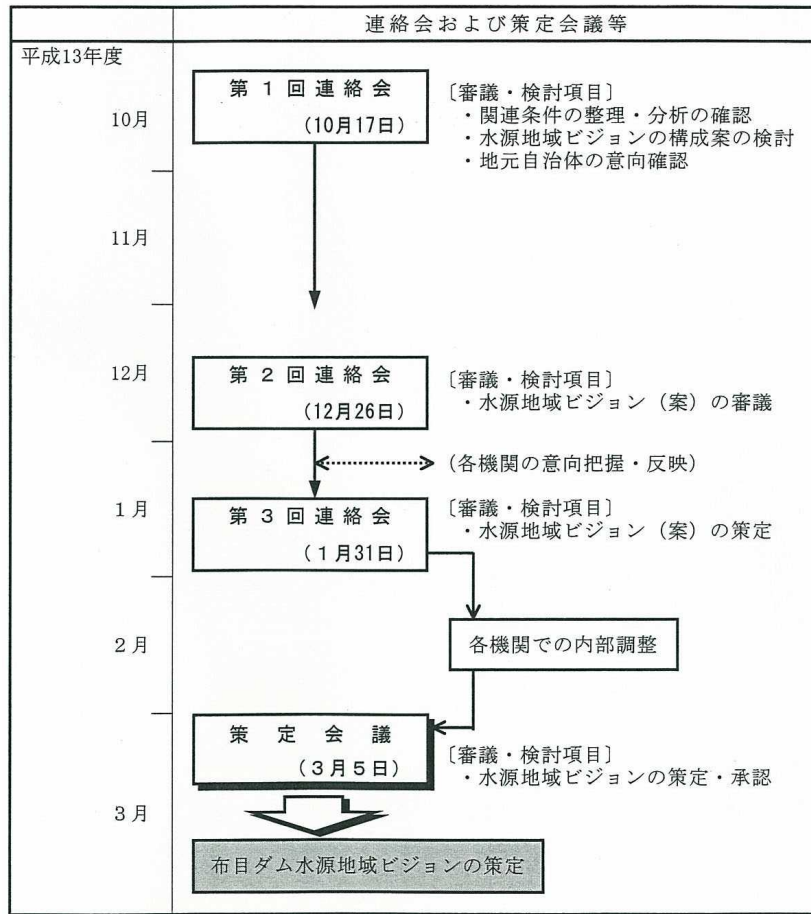 連絡会および策定会議等
平成13年度
10月
第1回連絡会
(10月17日)
〔審議・検討項目〕
・関連条件の整理・分析の確認
・水源地域ビジョンの構成案の検討
・地元自治体の意向確認
11月
12月
第2回連絡会
(12月26日)
〔審議・検討項目〕
・水源地域ビジョン（案）の審議
(各機関の意向把握・反映)
1月
第3回連絡会
(1月31日)
〔審議・検討項目〕
・水源地域ビジョン（案）の策定
2月
各機関での内部調整
策定会議
(3月5日)
〔審議・検討項目〕
・水源地域ビジョンの策定・承認
3月
布目ダム水源地域ビジョンの策定